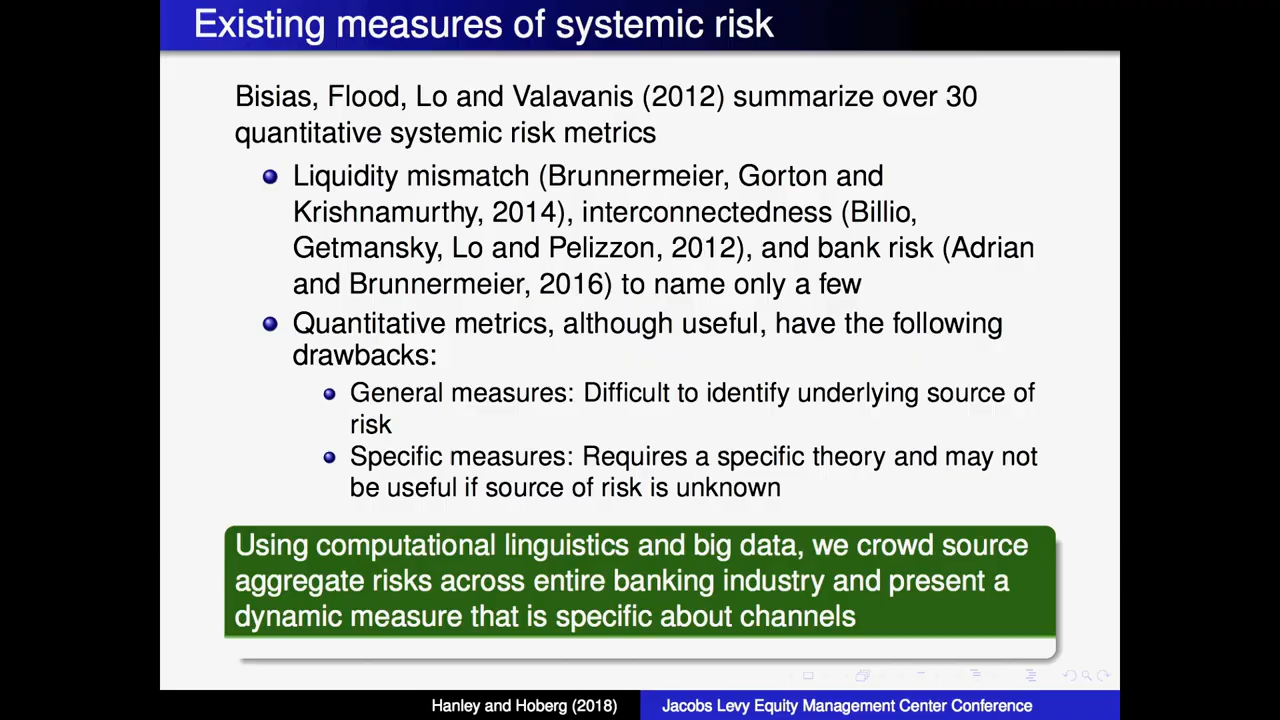 Existing measures of systemic risk
Bisias, Flood, Lo and Valavanis (2012) summarize over 30
quantitative systemic risk metrics
Liquidity mismatch (Brunnermeier, Gorton and
Krishnamurthy, 2014), interconnectedness (Billio,
Getmansky, Lo and Pelizzon, 2012), and bank risk (Adrian
and Brunnermeier, 2016) to name only a few
Quantitative metrics, although useful, have the following
drawbacks:
General measures: Difficult to identify underlying source of
risk
Specific measures: Requires a specific theory and may not
be useful if source of risk is unknown
Using computational linguistics and big data, we crowd source
aggregate risks across entire banking industry and present a
dynamic measure that is specific about channels
Hanley and Hoberg (2018)
Jacobs Levy Equity Management Center Conference